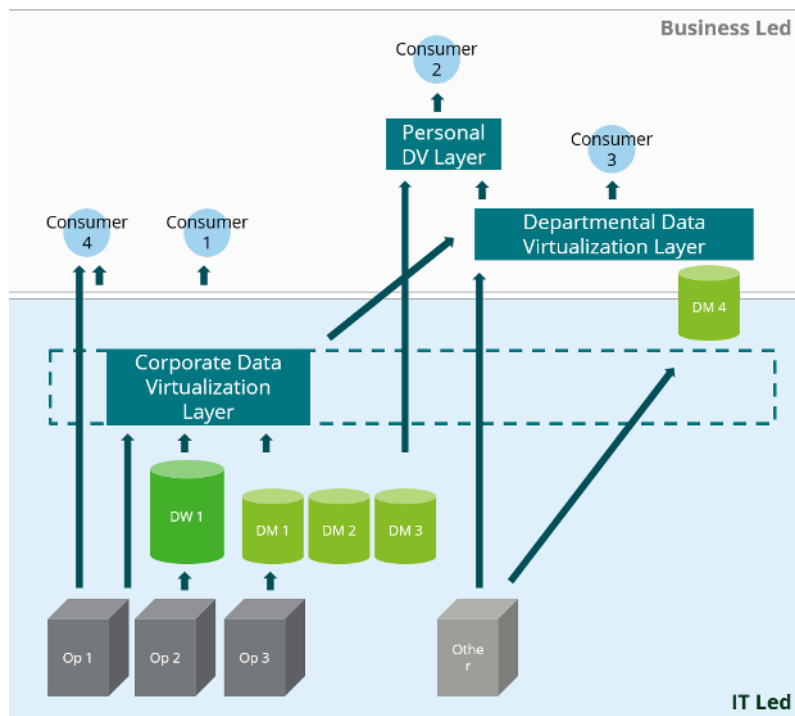 Business Led
Consumer
2
Personal
DV Layer
Consumer
3
Consumer
4
Consumer
1
Departmental Data
Virtualization Layer
DM 4
Corporate Data
Virtualization
Layer
DW 1
DM 1
DM 2
DM 3
Op 1
Op 2
Op 3
Othe
r
IT Led